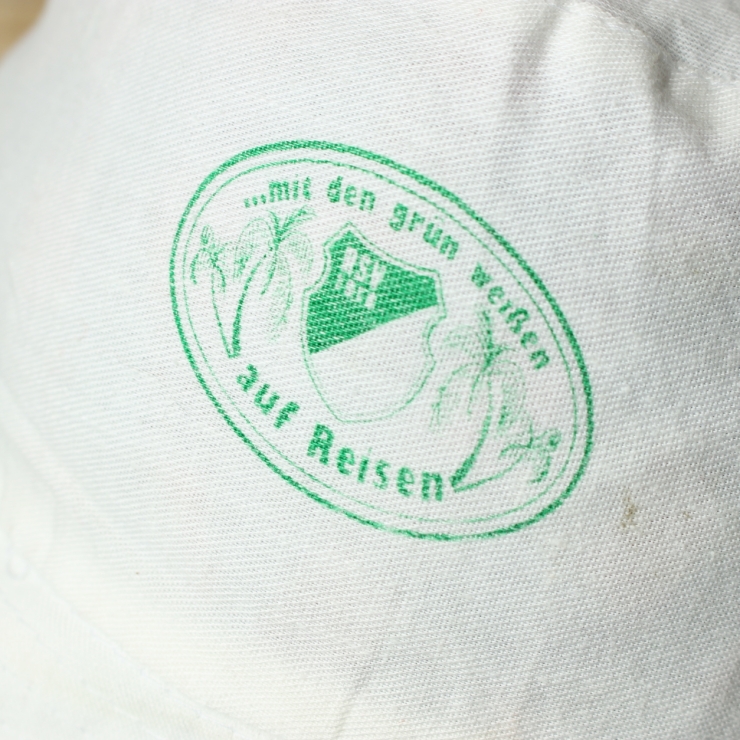 ...mit den grün weißen
auf Reisen